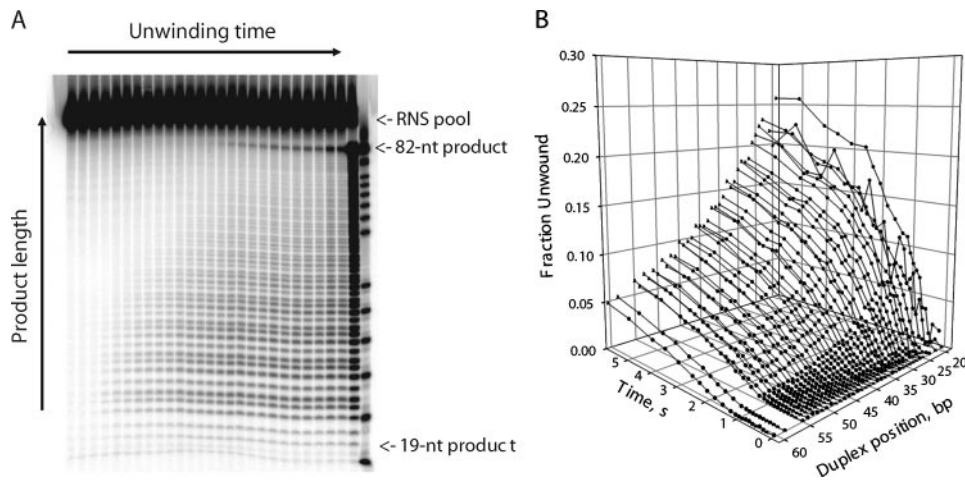 A
Unwinding time
Product length
<- RNS pool
<- 82-nt product
<- 19-nt produc t
B
Fraction Unwound
0.30
0.25
0.20
0.15
0.10
0.05
0.00
5
4
3
2
1
0
Time, s
60
55
50
45
40
35
30
25
20
Duplex position, bp